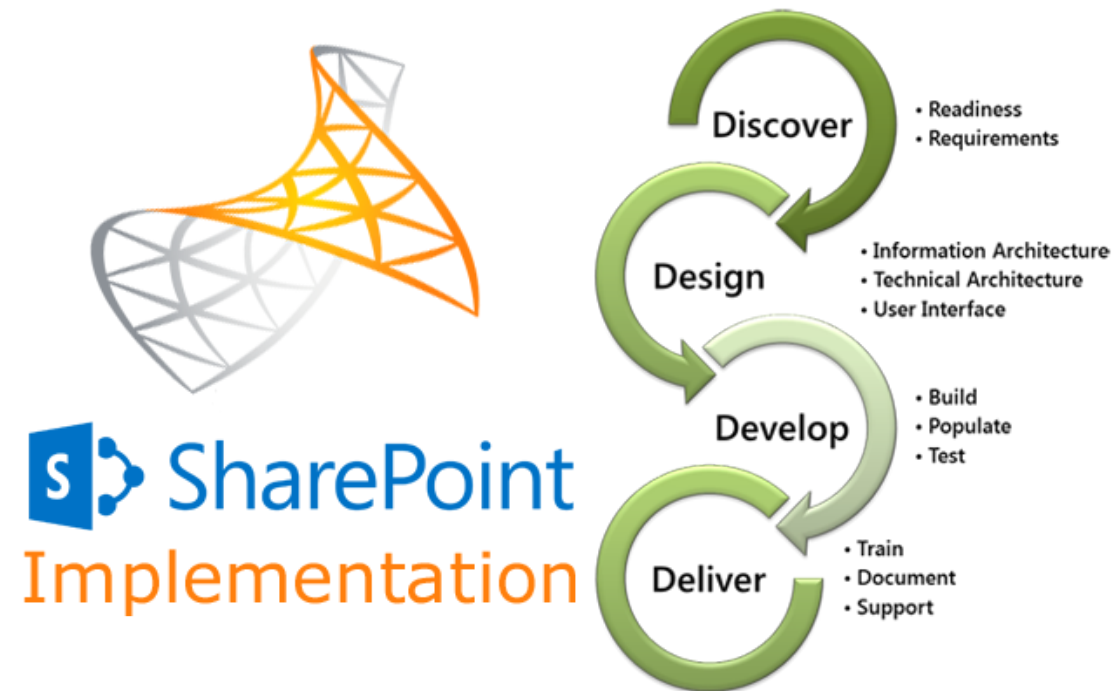 S SharePoint
Implementation
Discover
• Readiness
• Requirements
Design
• Information Architecture
• Technical Architecture
• User Interface
Develop
• Build
• Populate
• Test
Deliver
• Train
• Document
• Support